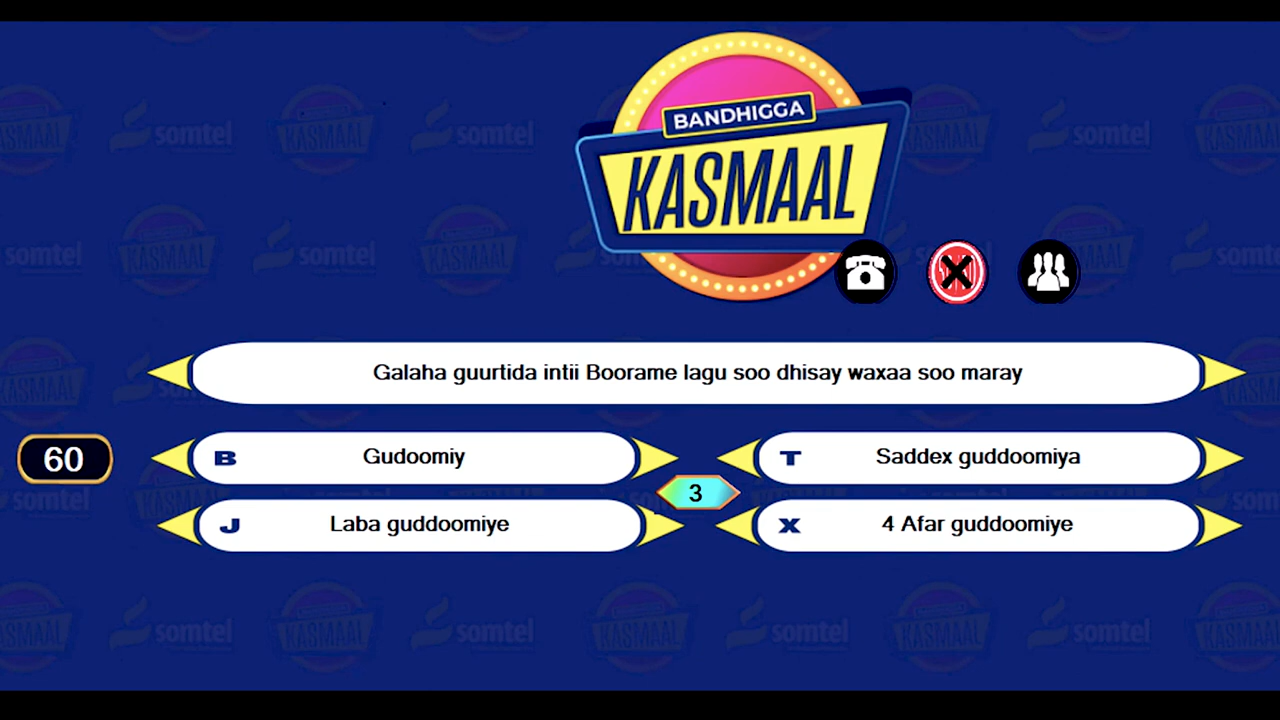 BANDHIGGA
KASMAAL
Galaha guurtida intii Boorame lagu soo dhisay waxaa soo maray
60
B Gudoomiy
T Saddex guddoomiya
3
J Laba guddoomiye
X 4 Afar guddoomiye
somtel